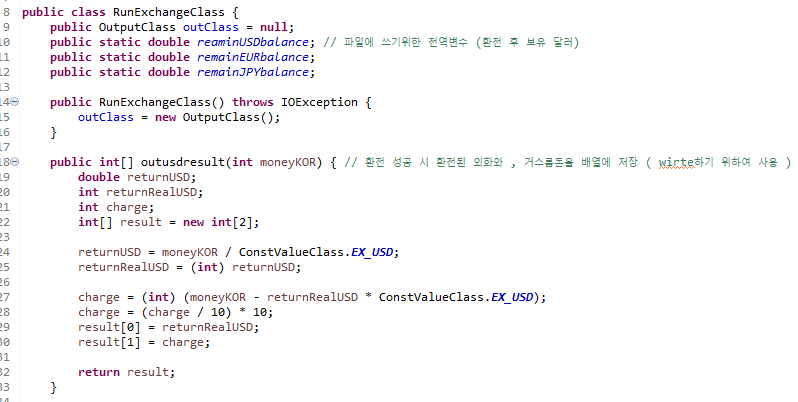 8 public class RunExchangeClass {
9 public OutputClass outClass = null;
10 public static double reaminUSDbalance; // 파일에 쓰기위한 전역변수 (환전 후 보유 달러)
11 public static double remainEURbalance;
12 public static double remainJPYbalance;
13
14 public RunExchangeClass() throws IOException {
15 outClass = new OutputClass();
16 }
17
18 public int[] outusdresult(int moneyKOR) { // 환전 성공 시 환전된 외화와 , 거스름돈을 배열에 저장 ( wirte하기 위하여 사용 )
19 double returnUSD;
20 int returnRealUSD;
21 int charge;
22 int[] result = new int[2];
23
24 returnUSD = moneyKOR / ConstValueClass.EX_USD;
25 returnRealUSD = (int) returnUSD;
26
27 charge = (int) (moneyKOR - returnRealUSD * ConstValueClass.EX_USD);
28 charge = (charge / 10) * 10;
29 result[0] = returnRealUSD;
30 result[1] = charge;
31
32 return result;
33 }